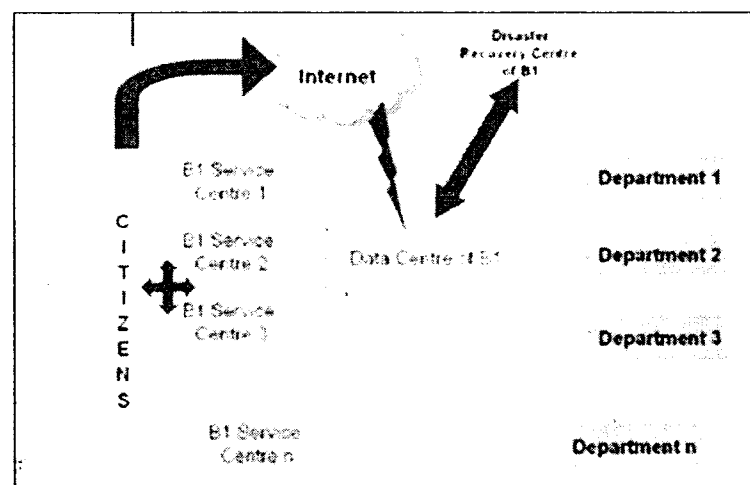 Disaster
Recovery Centre
of B1
Internet
B1 Service
Centre 1
Department 1
CITIZENS
B1 Service
Centre 2
Data Centre of B1
Department 2
B1 Service
Centre 3
Department 3
B1 Service
Centre n
Department n